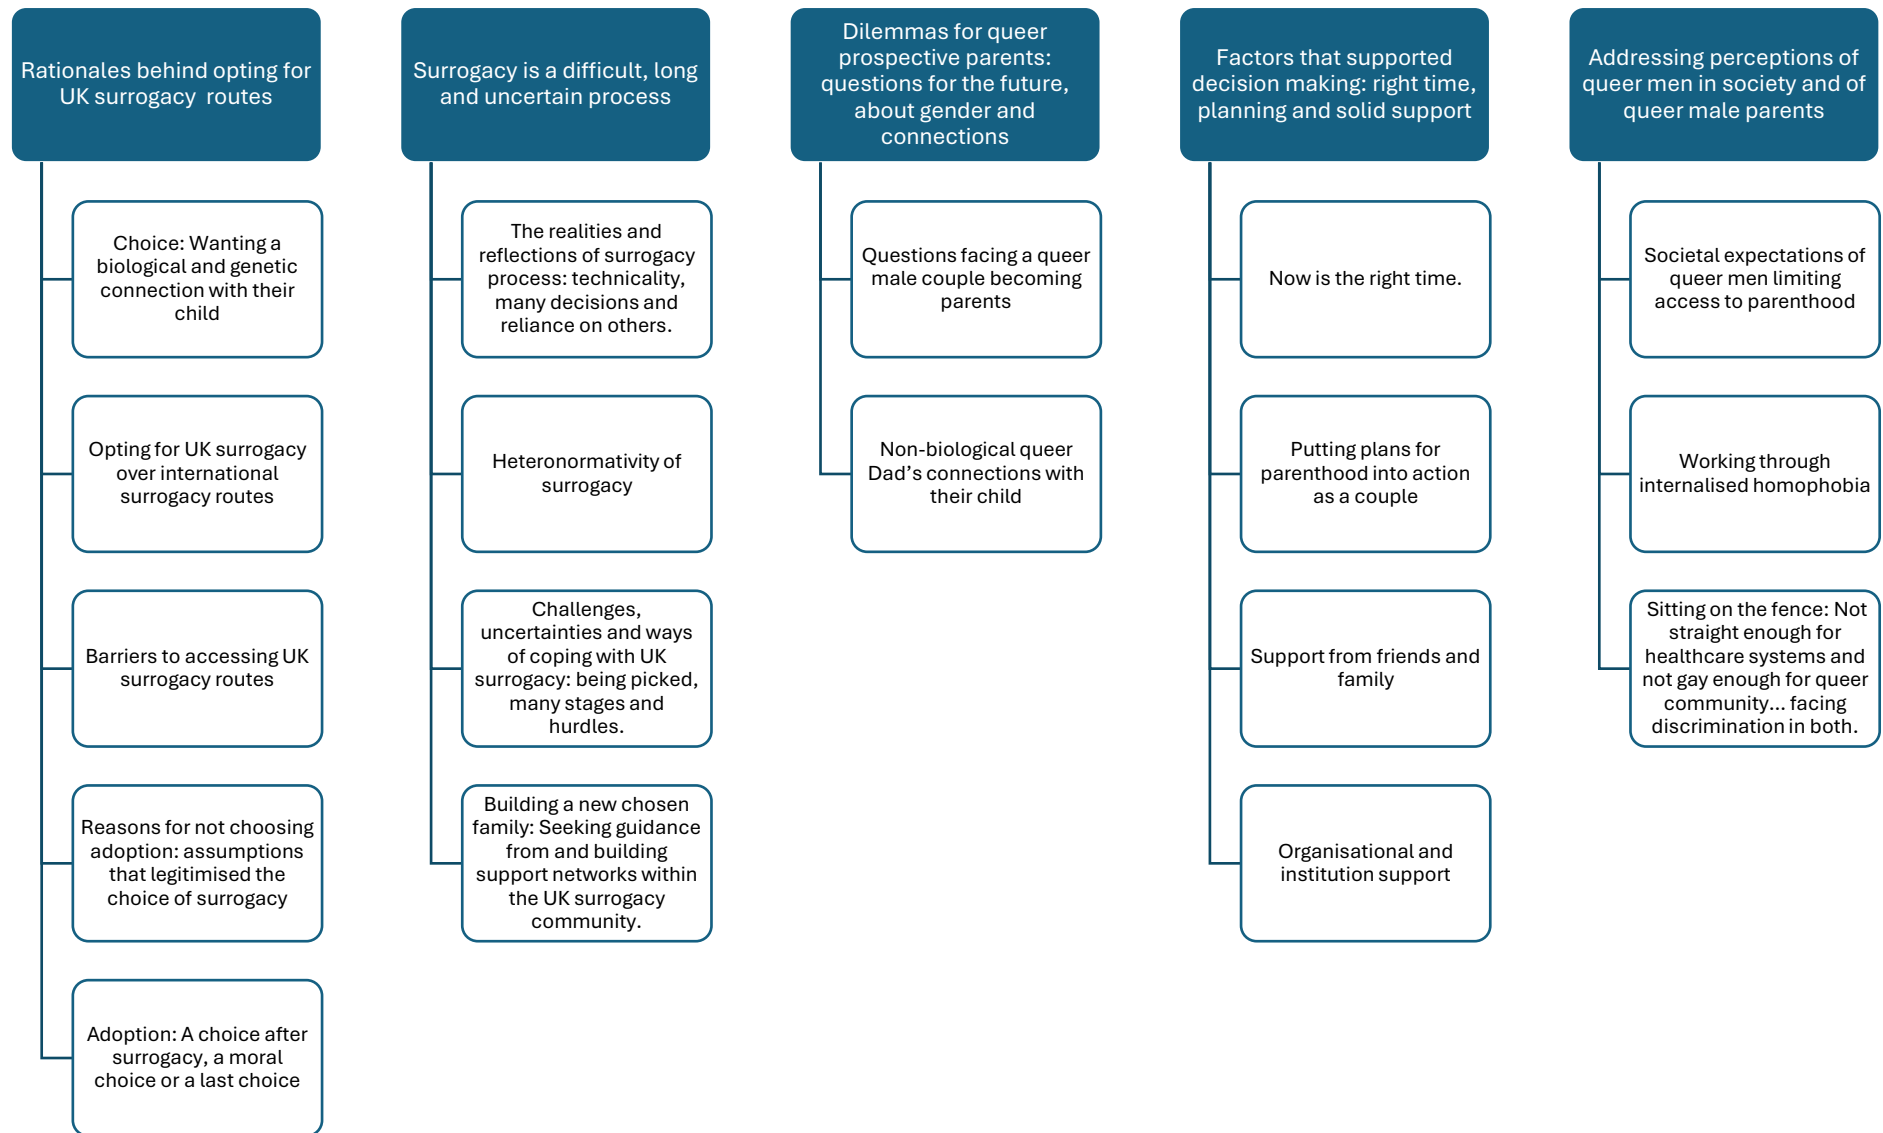 Rationales behind opting for
UK surrogacy routes
Choice: Wanting a
biological and genetic
connection with their
child
Opting for UK surrogacy
over international
surrogacy routes
Barriers to accessing UK
surrogacy routes
Reasons for not choosing
adoption: assumptions
that legitimised the
choice of surrogacy
Adoption: A choice after
surrogacy, a moral
choice or a last choice
Surrogacy is a difficult, long
and uncertain process
The realities and
reflections of surrogacy
process: technicality,
many decisions and
reliance on others.
Heteronormativity of
surrogacy
Challenges,
uncertainties and ways
of coping with UK
surrogacy: being picked,
many stages and
hurdles.
Building a new chosen
family: Seeking guidance
from and building
support networks within
the UK surrogacy
community.
Dilemmas for queer
prospective parents:
questions for the future,
about gender and
connections
Questions facing a queer
male couple becoming
parents
Non-biological queer
Dad’s connections with
their child
Factors that supported
decision making: right time,
planning and solid support
Now is the right time.
Putting plans for
parenthood into action
as a couple
Support from friends and
family
Organisational and
institution support
Addressing perceptions of
queer men in society and of
queer male parents
Societal expectations of
queer men limiting
access to parenthood
Working through
internalised homophobia
Sitting on the fence: Not
straight enough for
healthcare systems and
not gay enough for queer
community... facing
discrimination in both.